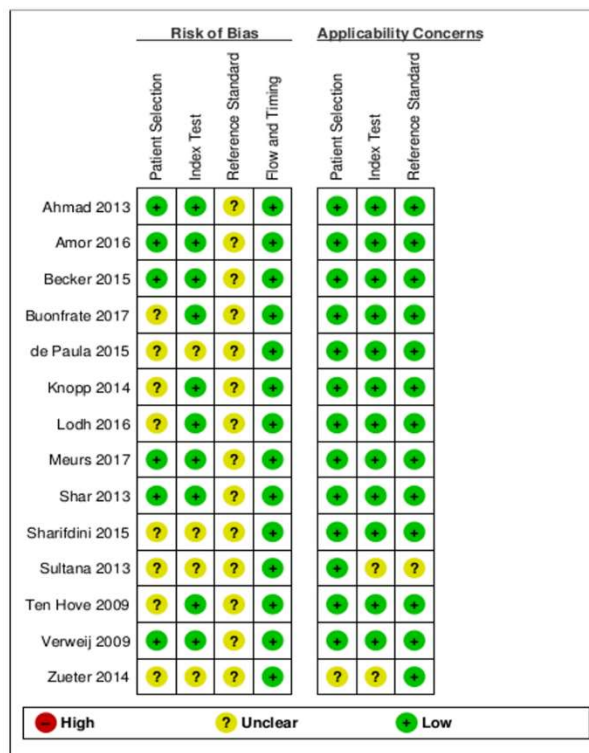 Risk of Bias Applicability Concerns
Patient Selection Index Test Reference Standard Flow and Timing Patient Selection Index Test Reference Standard
Ahmad 2013 + + ? + + + +
Amor 2016 + + ? + + + +
Becker 2015 + + ? + + + +
Buonfrate 2017 ? + ? + + + +
de Paula 2015 ? ? ? + + + +
Knopp 2014 ? + ? + + + +
Lodh 2016 ? + ? + + + +
Meurs 2017 + + ? + + + +
Shar 2013 + + ? + + + +
Sharifdini 2015 ? ? ? + + + +
Sultana 2013 ? ? ? + + ? ?
Ten Hove 2009 ? + ? + + + +
Verweij 2009 + + ? + + + +
Zueter 2014 ? ? ? + ? ? +
– High ? Unclear + Low